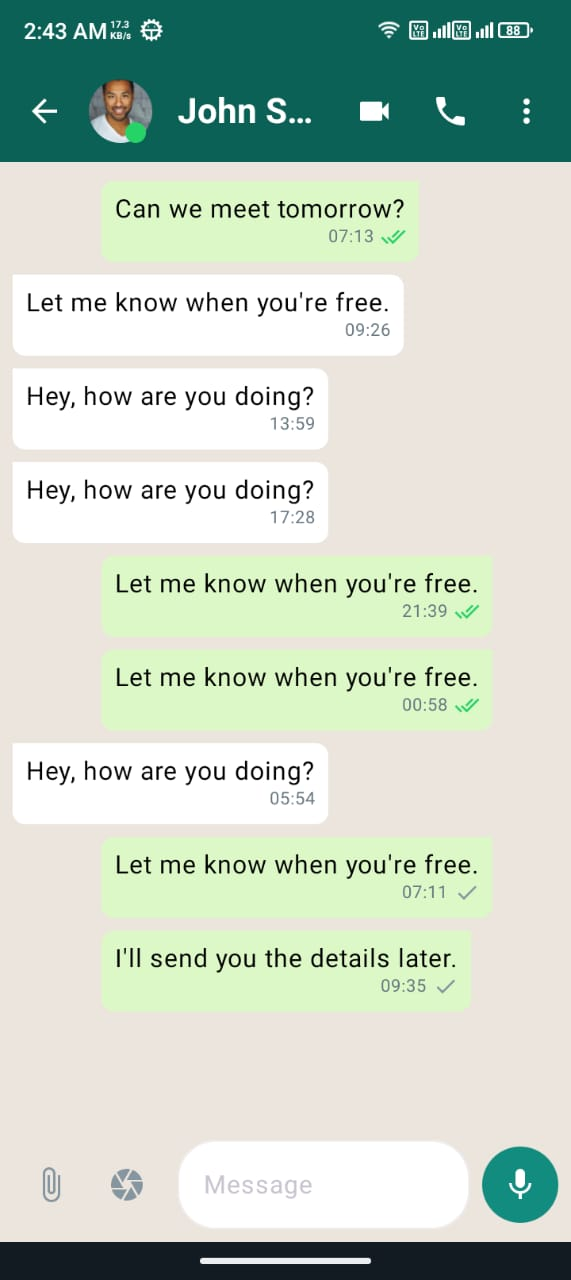 2:43 AM 17.3 KB/s Vo LTE Vo LTE 88
John S...
Can we meet tomorrow?
07:13
Let me know when you're free.
09:26
Hey, how are you doing?
13:59
Hey, how are you doing?
17:28
Let me know when you're free.
21:39
Let me know when you're free.
00:58
Hey, how are you doing?
05:54
Let me know when you're free.
07:11
I'll send you the details later.
09:35
Message